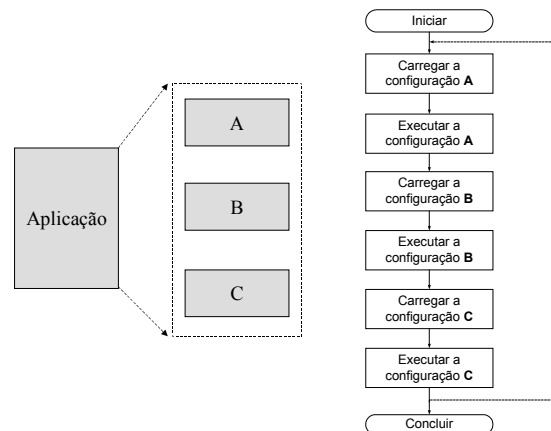 Aplicação
A
B
C
Iniciar
Carregar a
configuração A
Executar a
configuração A
Carregar a
configuração B
Executar a
configuração B
Carregar a
configuração C
Executar a
configuração C
Concluir